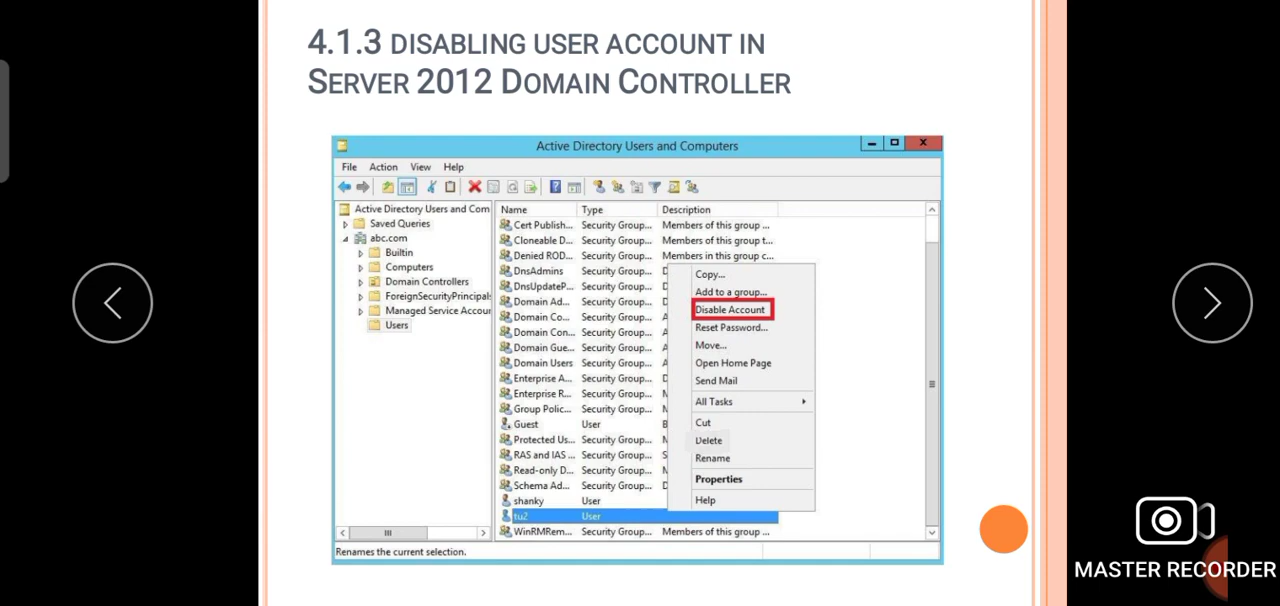 4.1.3 DISABLING USER ACCOUNT IN
SERVER 2012 DOMAIN CONTROLLER
Active Directory Users and Computers
File Action View Help
Active Directory Users and Com
Saved Queries
abc.com
Builtin
Computers
Domain Controllers
ForeignSecurityPrincipals
Managed Service Accour
Users
Name Type Description
Cert Publish... Security Group... Members of this group ...
Cloneable D... Security Group... Members of this group t...
Denied ROD... Security Group... Members in this group c...
DnsAdmins Security Group... D
DnsUpdateP... Security Group... D
Domain Ad... Security Group... D
Domain Co... Security Group... A
Domain Con... Security Group... A
Domain Gue... Security Group... A
Domain Users Security Group... A
Enterprise A... Security Group... D
Enterprise R... Security Group... M
Group Polic... Security Group... M
Guest User B
Protected Us... Security Group... M
RAS and IAS ... Security Group... S
Read-only D... Security Group... M
Schema Ad... Security Group... D
shanky User
tu2 User
WinRMRem... Security Group... Members of this group ...
Copy...
Add to a group...
Disable Account
Reset Password...
Move...
Open Home Page
Send Mail
All Tasks
Cut
Delete
Rename
Properties
Help
Renames the current selection.
MASTER RECORDER